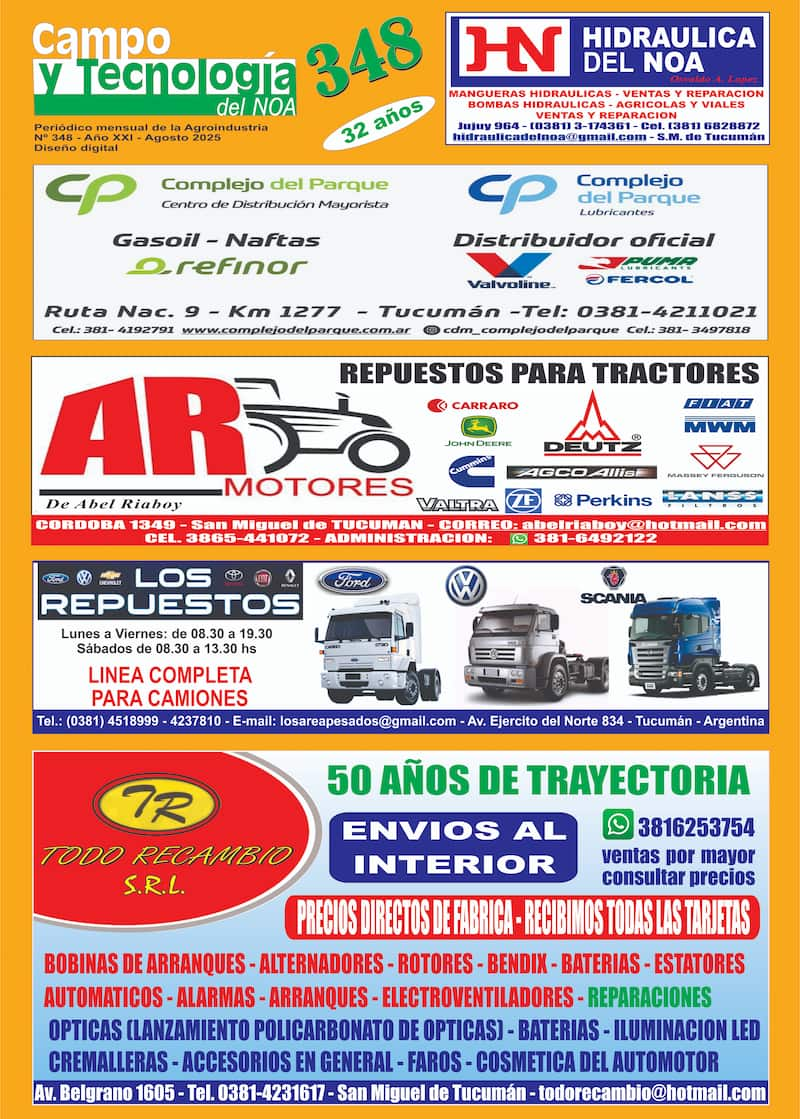 Campo
y Tecnología
del NOA
348
32 años
Periódico mensual de la Agroindustria
Nº 348 - Año XXI - Agosto 2025
Diseño digital
HN
HIDRAULICA
DEL NOA
Osvaldo A. Lopez
MANGUERAS HIDRAULICAS - VENTAS Y REPARACION
BOMBAS HIDRAULICAS - AGRICOLAS Y VIALES
VENTAS Y REPARACION
Jujuy 964 - (0381) 3-174361 - Cel. (381) 6828872
hidraulicadelnoa@gmail.com - S.M. de Tucumán
CP
Complejo del Parque
Centro de Distribución Mayorista
Gasoil - Naftas
refinor
CP
Complejo
del Parque
Lubricantes
Distribuidor oficial
Valvoline
PUMA
LUBRICANTS
FERCOL
Ruta Nac. 9 - Km 1277 - Tucumán -Tel: 0381-4211021
Cel.: 381- 4192791 www.complejodelparque.com.ar cdm_complejodelparque Cel.: 381- 3497818
AR
MOTORES
De Abel Riaboy
REPUESTOS PARA TRACTORES
CARRARO
JOHN DEERE
DEUTZ®
FIAT
MWM
Cummins
AGCO Allis
MASSEY FERGUSON
VALTRA
ZF
Perkins
LANSS
FILTROS
CORDOBA 1349 - San Miguel de TUCUMAN - CORREO: abelriaboy@hotmail.com
CEL. 3865-441072 - ADMINISTRACION: 381-6492122
Ford
CHEVROLET
TOYOTA
FIAT
RENAULT
LOS
REPUESTOS
Lunes a Viernes: de 08.30 a 19.30
Sábados de 08.30 a 13.30 hs
LINEA COMPLETA
PARA CAMIONES
Ford
SCANIA
Tel.: (0381) 4518999 - 4237810 - E-mail: losareapesados@gmail.com - Av. Ejercito del Norte 834 - Tucumán - Argentina
TR
TODO RECAMBIO
S.R.L.
50 AÑOS DE TRAYECTORIA
ENVIOS AL
INTERIOR
3816253754
ventas por mayor
consultar precios
PRECIOS DIRECTOS DE FABRICA - RECIBIMOS TODAS LAS TARJETAS
BOBINAS DE ARRANQUES - ALTERNADORES - ROTORES - BENDIX - BATERIAS - ESTATORES
AUTOMATICOS - ALARMAS - ARRANQUES - ELECTROVENTILADORES - REPARACIONES
OPTICAS (LANZAMIENTO POLICARBONATO DE OPTICAS) - BATERIAS - ILUMINACION LED
CREMALLERAS - ACCESORIOS EN GENERAL - FAROS - COSMETICA DEL AUTOMOTOR
Av. Belgrano 1605 - Tel. 0381-4231617 - San Miguel de Tucumán - todorecambio@hotmail.com